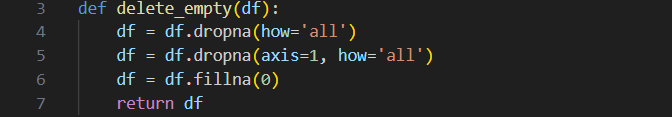 3 def delete_empty(df):
4     df = df.dropna(how='all')
5     df = df.dropna(axis=1, how='all')
6     df = df.fillna(0)
7     return df